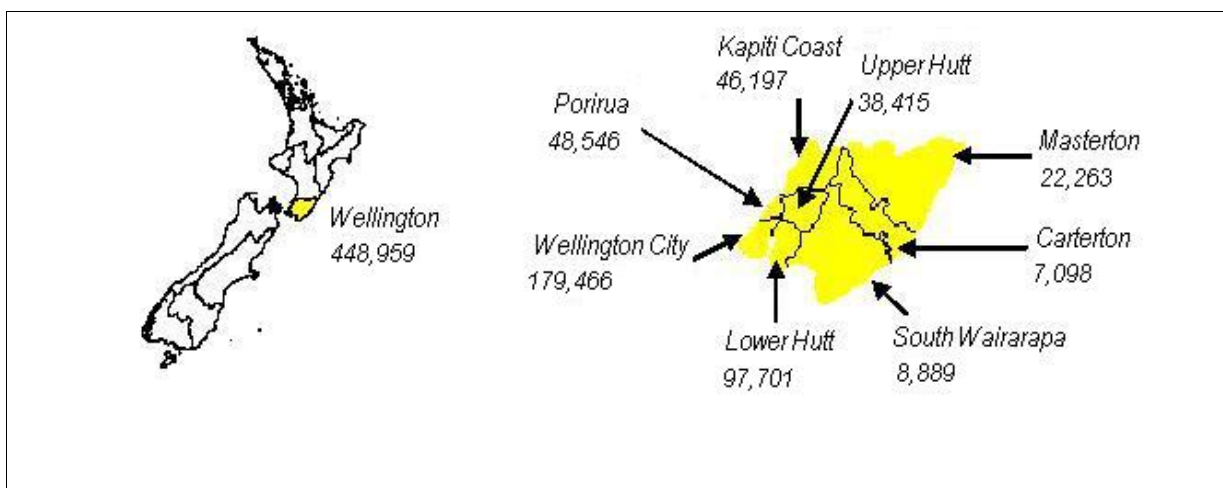 Wellington
448,959
Kapiti Coast
46,197
Upper Hutt
38,415
Porirua
48,546
Masterton
22,263
Wellington City
179,466
Carterton
7,098
Lower Hutt
97,701
South Wairarapa
8,889